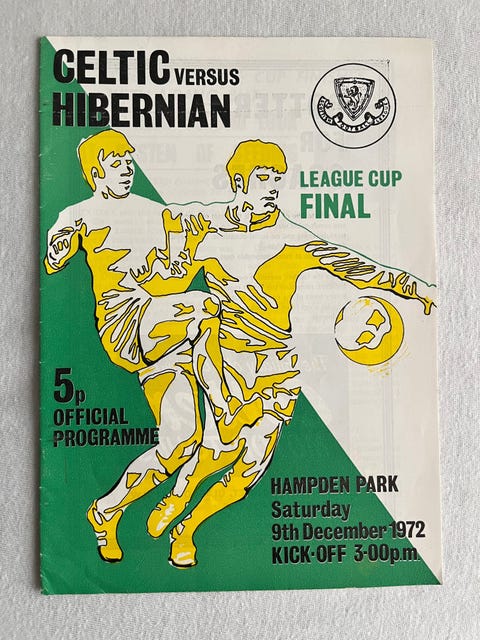 CELTIC VERSUS
HIBERNIAN
LEAGUE CUP
FINAL
5p
OFFICIAL
PROGRAMME
HAMPDEN PARK
Saturday
9th December 1972
KICK-OFF 3·00p.m.